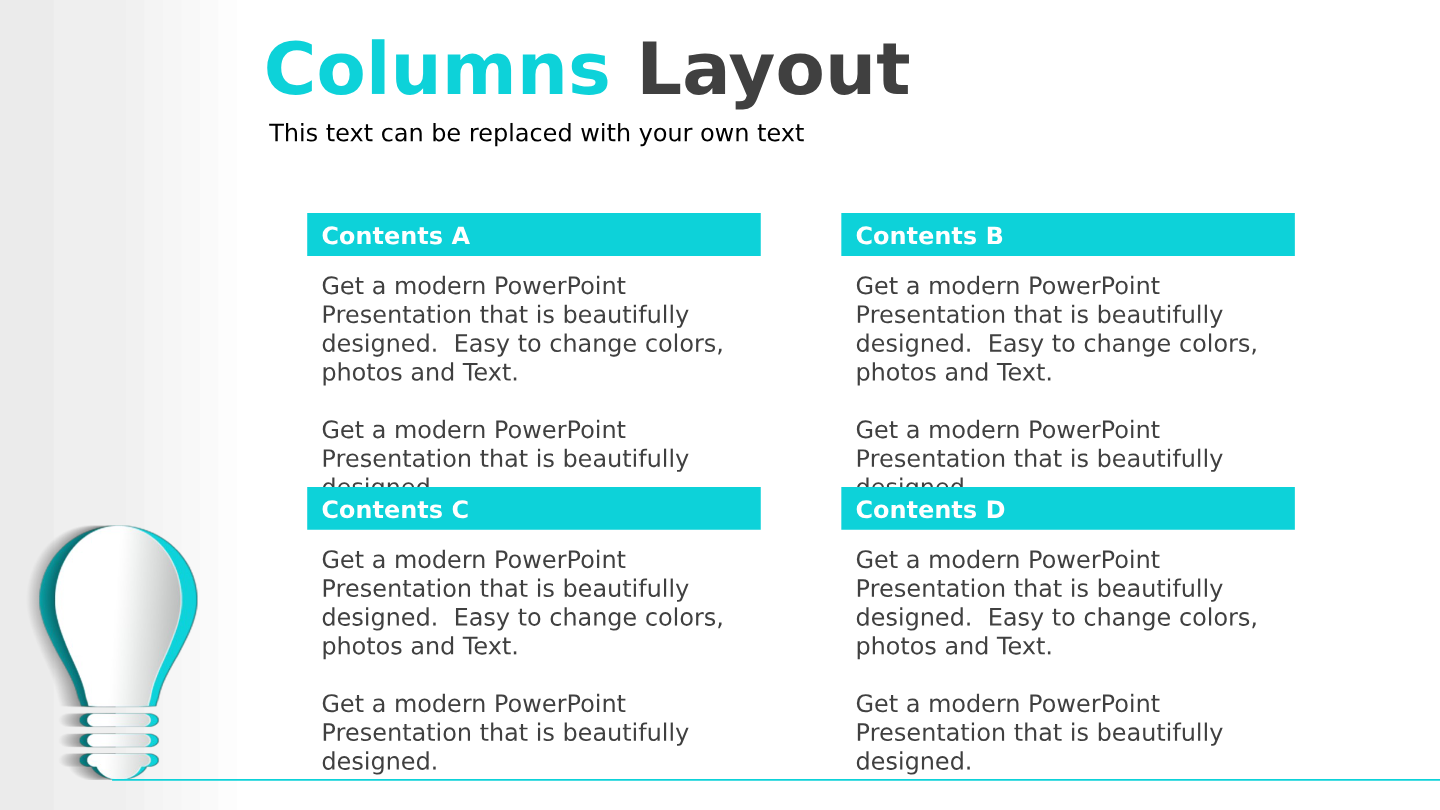 Columns Layout
This text can be replaced with your own text
Contents A
Get a modern PowerPoint
Presentation that is beautifully
designed.  Easy to change colors,
photos and Text.
Get a modern PowerPoint
Presentation that is beautifully
designed.
Contents B
Get a modern PowerPoint
Presentation that is beautifully
designed.  Easy to change colors,
photos and Text.
Get a modern PowerPoint
Presentation that is beautifully
designed.
Contents C
Get a modern PowerPoint
Presentation that is beautifully
designed.  Easy to change colors,
photos and Text.
Get a modern PowerPoint
Presentation that is beautifully
designed.
Contents D
Get a modern PowerPoint
Presentation that is beautifully
designed.  Easy to change colors,
photos and Text.
Get a modern PowerPoint
Presentation that is beautifully
designed.